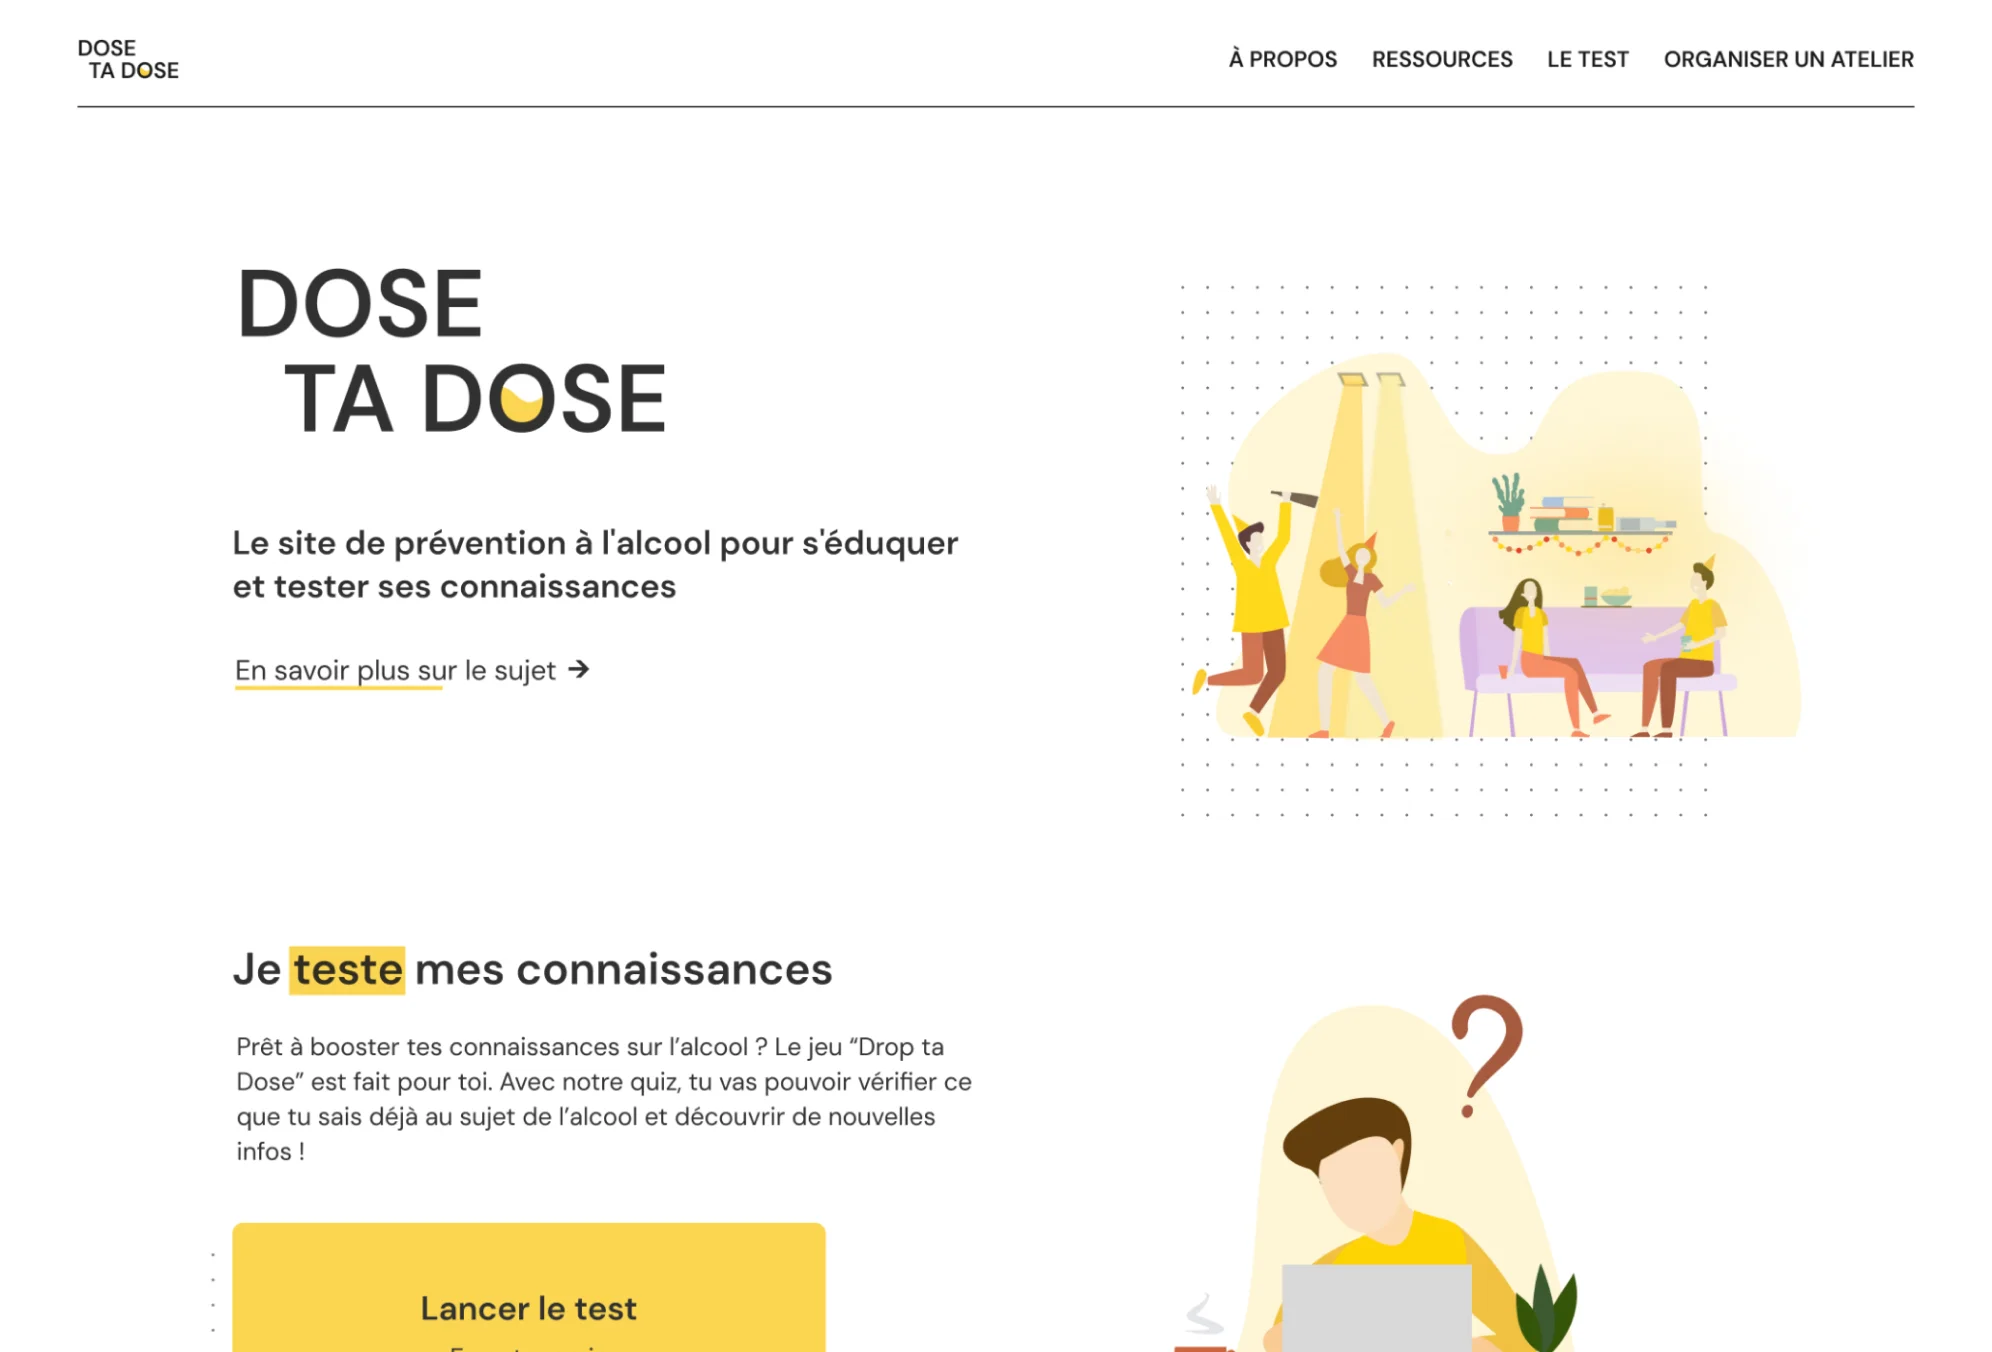 DOSE
TA DOSE
À PROPOS RESSOURCES LE TEST ORGANISER UN ATELIER
DOSE
TA DOSE
Le site de prévention à l'alcool pour s'éduquer
et tester ses connaissances
En savoir plus sur le sujet →
Je teste mes connaissances
Prêt à booster tes connaissances sur l’alcool ? Le jeu “Drop ta
Dose” est fait pour toi. Avec notre quiz, tu vas pouvoir vérifier ce
que tu sais déjà au sujet de l’alcool et découvrir de nouvelles
infos !
?
Lancer le test